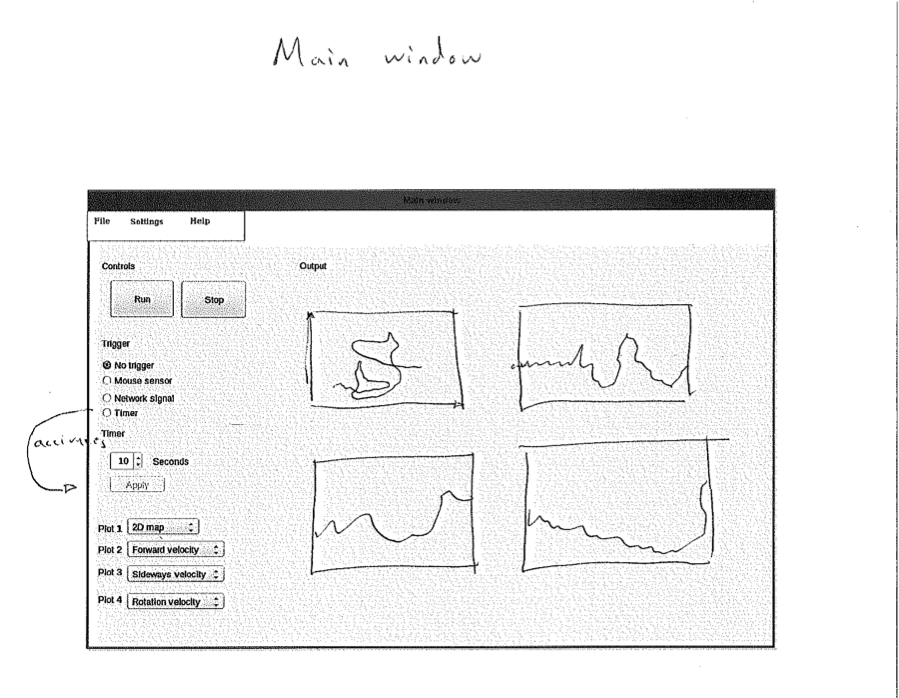 Main window
Main window
File Settings Help
Controls
Output
Run Stop
Trigger
No trigger
Mouse sensor
Network signal
Timer
Timer
10 Seconds
Apply
Plot 1 2D map
Plot 2 Forward velocity
Plot 3 Sideways velocity
Plot 4 Rotation velocity